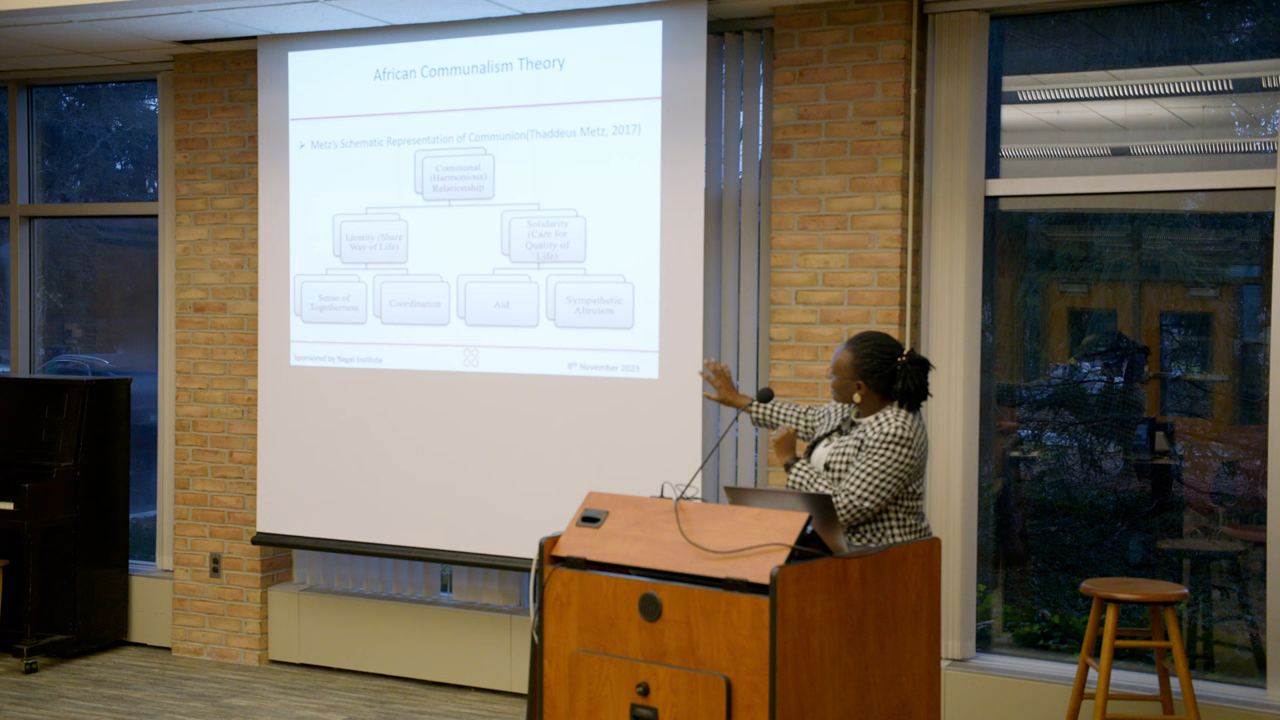 African Communalism Theory
➢ Metz's Schematic Representation of Communion(Thaddeus Metz, 2017)
Communal
(Harmonious)
Relationship
Identity (Share
Way of Life)
Solidarity
(Care for
Quality of
Life)
Sense of
Togetherness
Coordination
Aid
Sympathetic
Altruism
Sponsored by Nagel Institute
8th November 2023